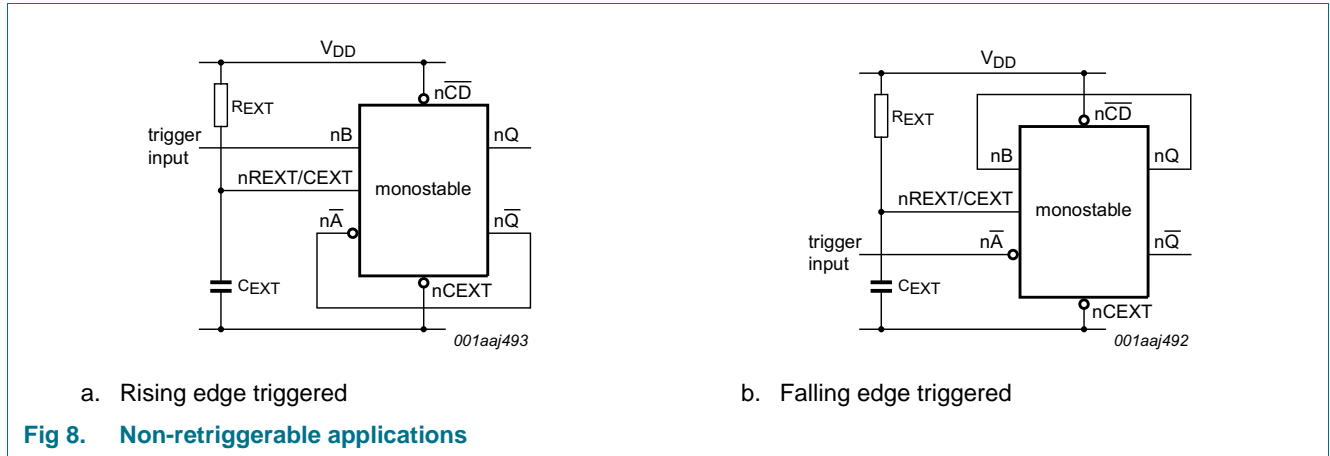 VDD
REXT
nC̅D̅
trigger
input
nB
nQ
nREXT/CEXT
monostable
nA̅
nQ̅
CEXT
nCEXT
001aaj493
a. Rising edge triggered
VDD
REXT
nC̅D̅
nB
nQ
nREXT/CEXT
monostable
trigger
input
nA̅
nQ̅
CEXT
nCEXT
001aaj492
b. Falling edge triggered
Fig 8. Non-retriggerable applications